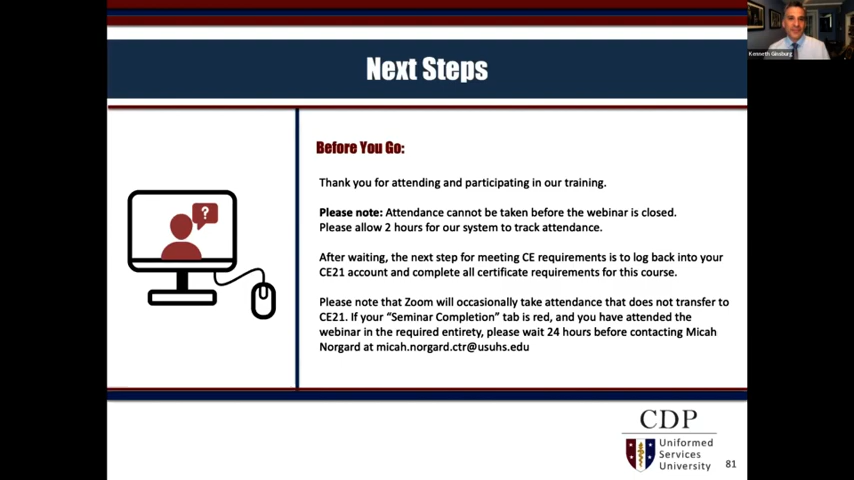 Kenneth Ginsburg
Next Steps
Before You Go:
Thank you for attending and participating in our training.
Please note: Attendance cannot be taken before the webinar is closed.
Please allow 2 hours for our system to track attendance.
After waiting, the next step for meeting CE requirements is to log back into your
CE21 account and complete all certificate requirements for this course.
Please note that Zoom will occasionally take attendance that does not transfer to
CE21. If your “Seminar Completion” tab is red, and you have attended the
webinar in the required entirety, please wait 24 hours before contacting Micah
Norgard at micah.norgard.ctr@usuhs.edu
?
CDP
Uniformed
Services
University
81